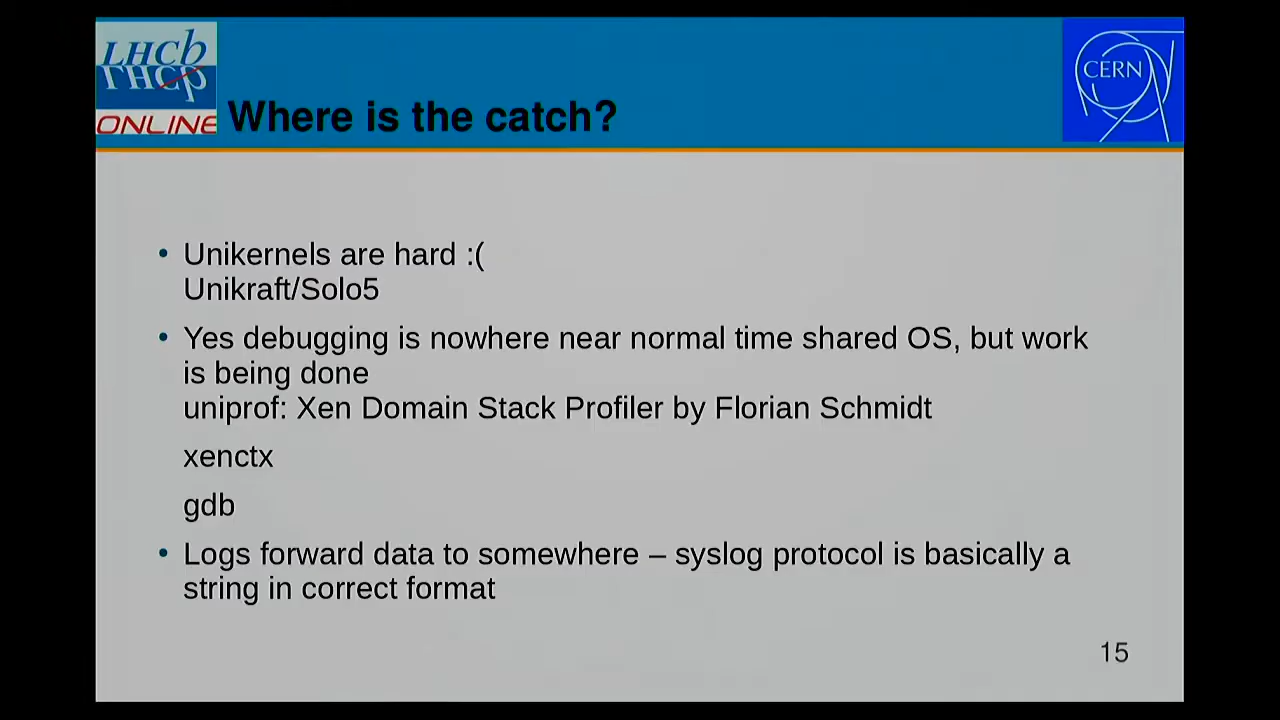 LHCb
ONLINE
CERN
Where is the catch?
• Unikernels are hard :(
Unikraft/Solo5
• Yes debugging is nowhere near normal time shared OS, but work
is being done
uniprof: Xen Domain Stack Profiler by Florian Schmidt
xenctx
gdb
• Logs forward data to somewhere – syslog protocol is basically a
string in correct format
15